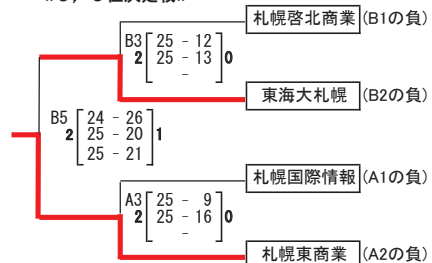 札幌啓北商業 (B1の負)
B3 25 - 12
2 25 - 13 0
-
東海大札幌 (B2の負)
B5 24 - 26
2 25 - 20 1
25 - 21
札幌国際情報 (A1の負)
A3 25 - 9
2 25 - 16 0
-
札幌東商業 (A2の負)